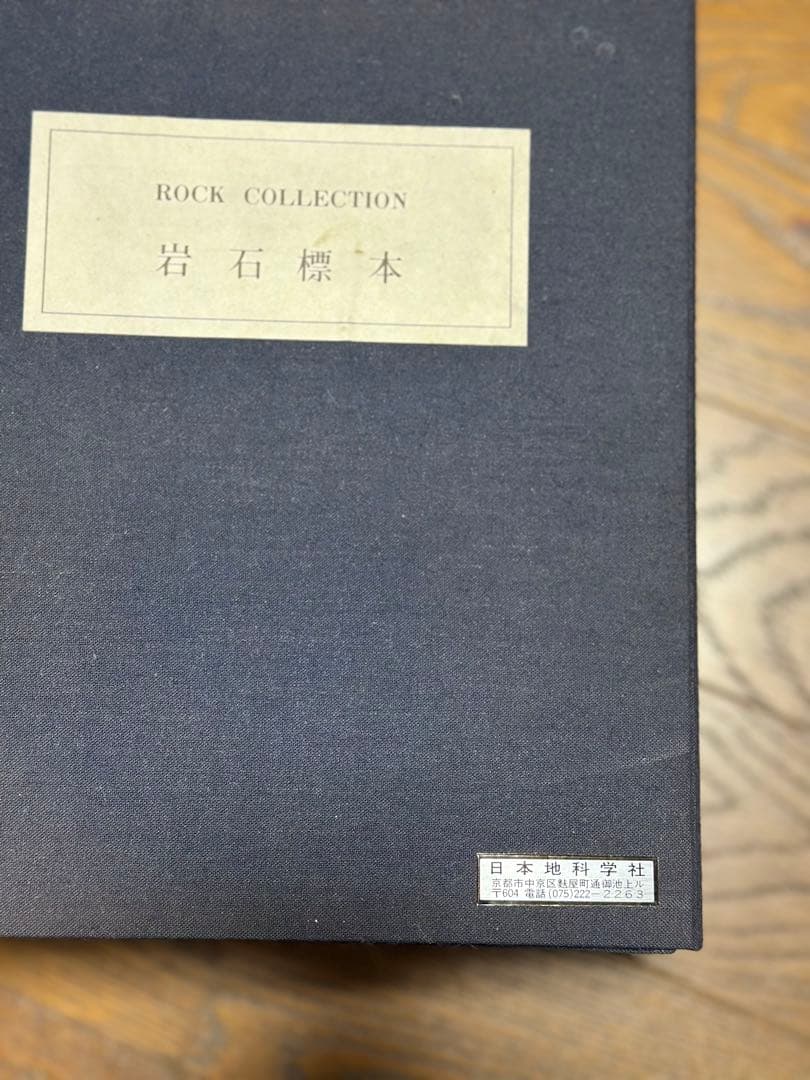 ROCK COLLECTION
岩石標本
日本地科学社
京都市中京区麩屋町通御池上ル
〒604 電話(075)222-2263